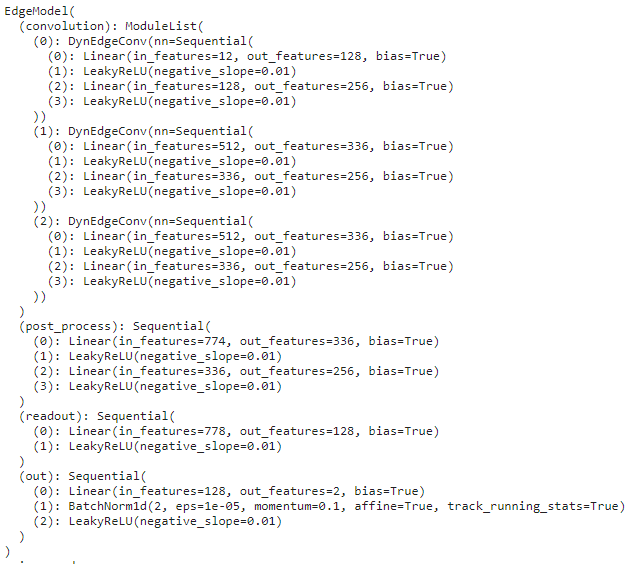 EdgeModel(
  (convolution): ModuleList(
    (0): DynEdgeConv(nn=Sequential(
      (0): Linear(in_features=12, out_features=128, bias=True)
      (1): LeakyReLU(negative_slope=0.01)
      (2): Linear(in_features=128, out_features=256, bias=True)
      (3): LeakyReLU(negative_slope=0.01)
    ))
    (1): DynEdgeConv(nn=Sequential(
      (0): Linear(in_features=512, out_features=336, bias=True)
      (1): LeakyReLU(negative_slope=0.01)
      (2): Linear(in_features=336, out_features=256, bias=True)
      (3): LeakyReLU(negative_slope=0.01)
    ))
    (2): DynEdgeConv(nn=Sequential(
      (0): Linear(in_features=512, out_features=336, bias=True)
      (1): LeakyReLU(negative_slope=0.01)
      (2): Linear(in_features=336, out_features=256, bias=True)
      (3): LeakyReLU(negative_slope=0.01)
    ))
  )
  (post_process): Sequential(
    (0): Linear(in_features=774, out_features=336, bias=True)
    (1): LeakyReLU(negative_slope=0.01)
    (2): Linear(in_features=336, out_features=256, bias=True)
    (3): LeakyReLU(negative_slope=0.01)
  )
  (readout): Sequential(
    (0): Linear(in_features=778, out_features=128, bias=True)
    (1): LeakyReLU(negative_slope=0.01)
  )
  (out): Sequential(
    (0): Linear(in_features=128, out_features=2, bias=True)
    (1): BatchNorm1d(2, eps=1e-05, momentum=0.1, affine=True, track_running_stats=True)
    (2): LeakyReLU(negative_slope=0.01)
  )
)